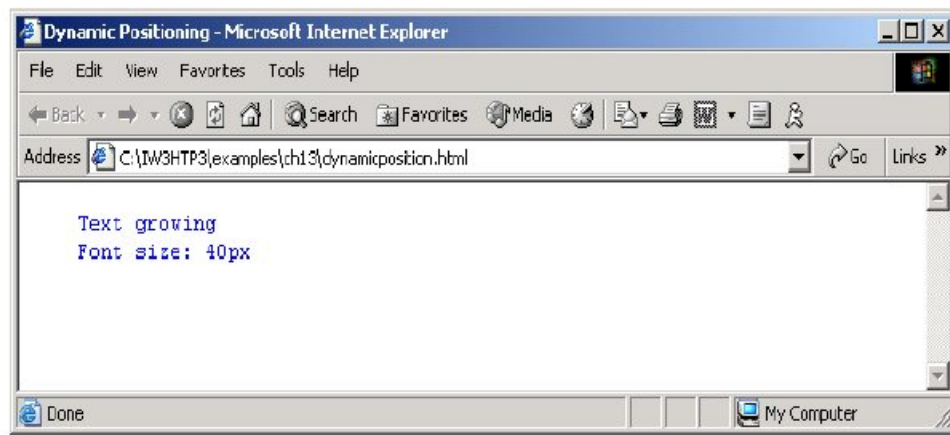 Dynamic Positioning - Microsoft Internet Explorer
File Edit View Favorites Tools Help
Back Search Favorites Media
Address C:\IW3HTP3\examples\ch13\dynamicposition.html Go Links »
Text growing
Font size: 40px
Done My Computer